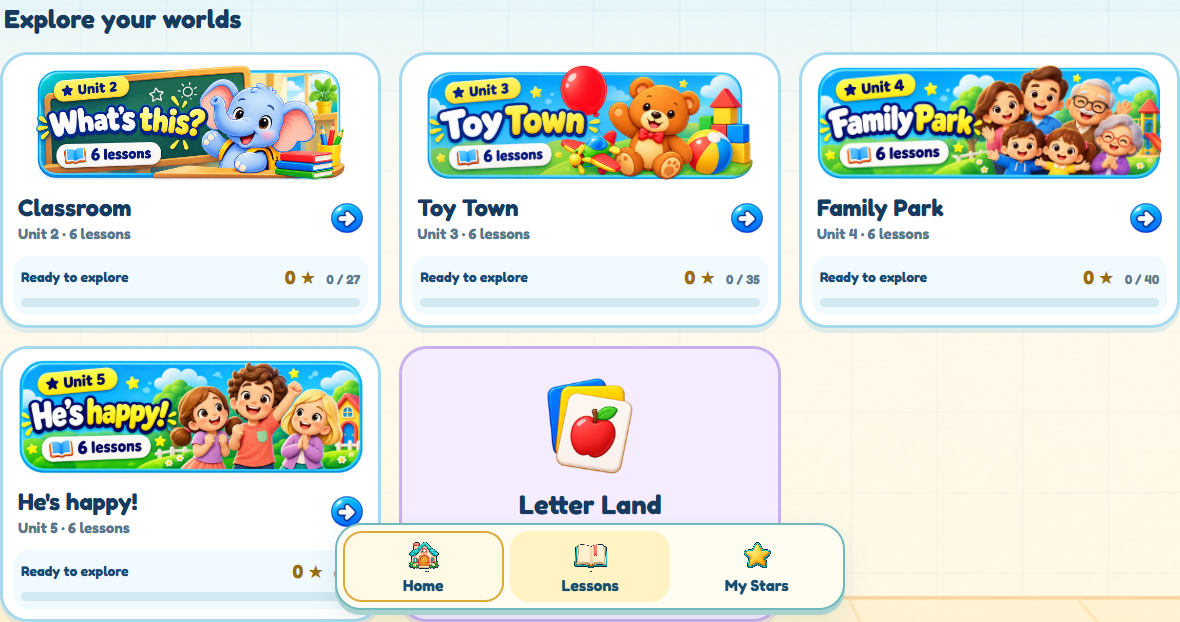 Explore your worlds
★ Unit 2
What's this?
6 lessons
Classroom
Unit 2 · 6 lessons
Ready to explore
0 ★ 0 / 27
★ Unit 3
Toy Town
6 lessons
Toy Town
Unit 3 · 6 lessons
Ready to explore
0 ★ 0 / 35
★ Unit 4
Family Park
6 lessons
Family Park
Unit 4 · 6 lessons
Ready to explore
0 ★ 0 / 40
★ Unit 5
He's happy!
6 lessons
He's happy!
Unit 5 · 6 lessons
Ready to explore
0 ★
Letter Land
Home
Lessons
My Stars